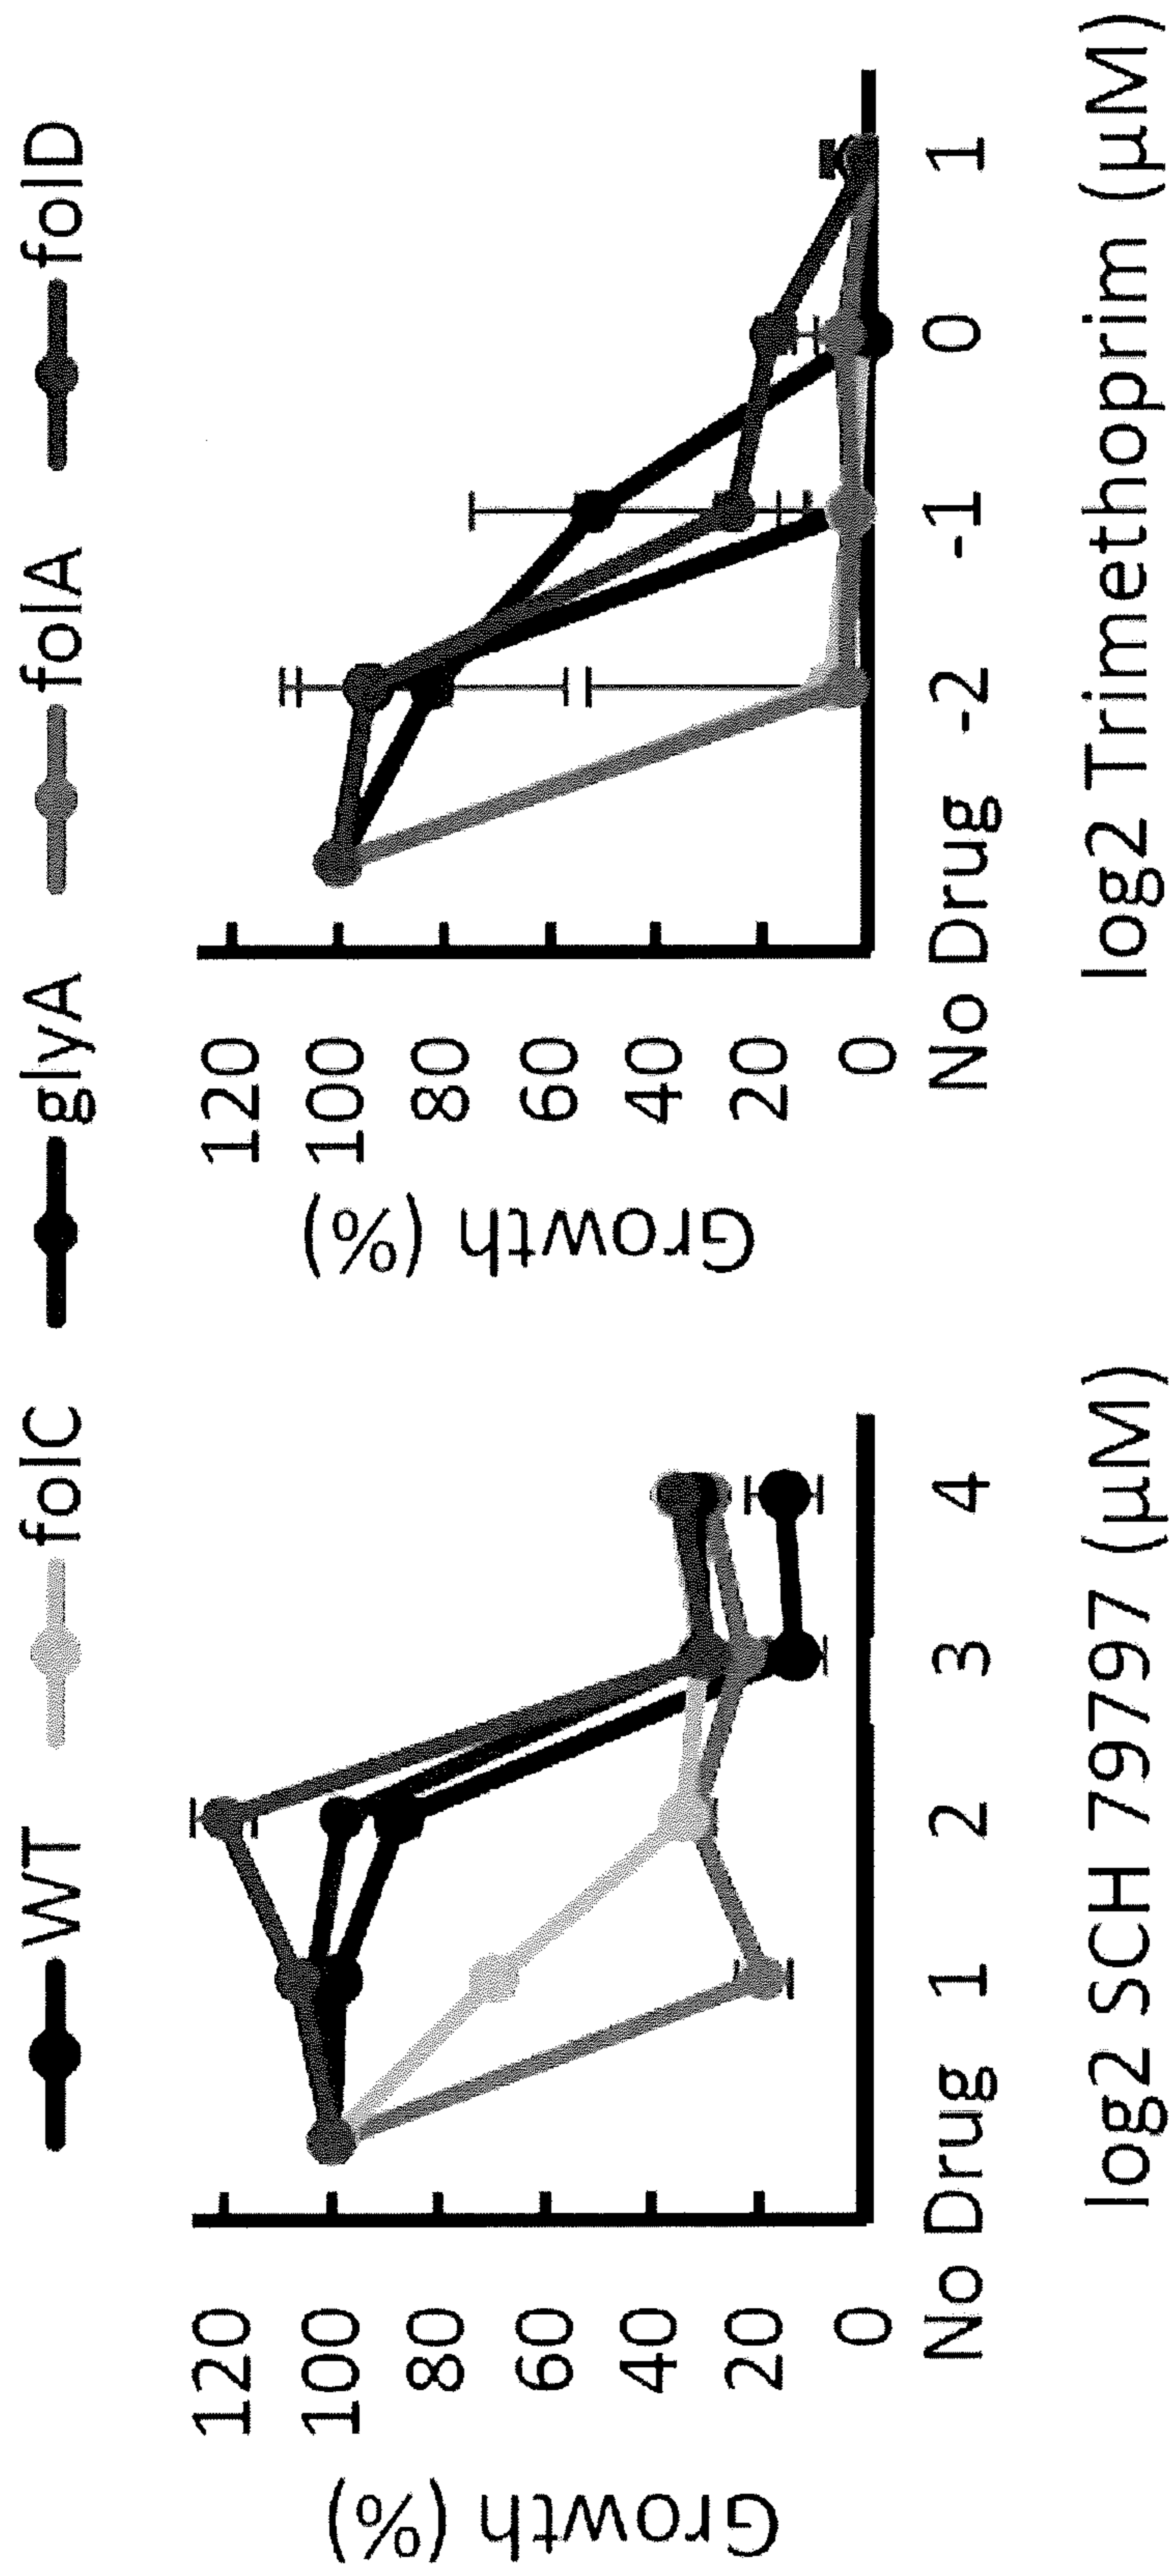 WT folC glyA folA folD
Growth (%)
120
100
80
60
40
20
0
No Drug 1 2 3 4
log2 SCH 79797 (µM)
Growth (%)
120
100
80
60
40
20
0
No Drug -2 -1 0 1
log2 Trimethoprim (µM)